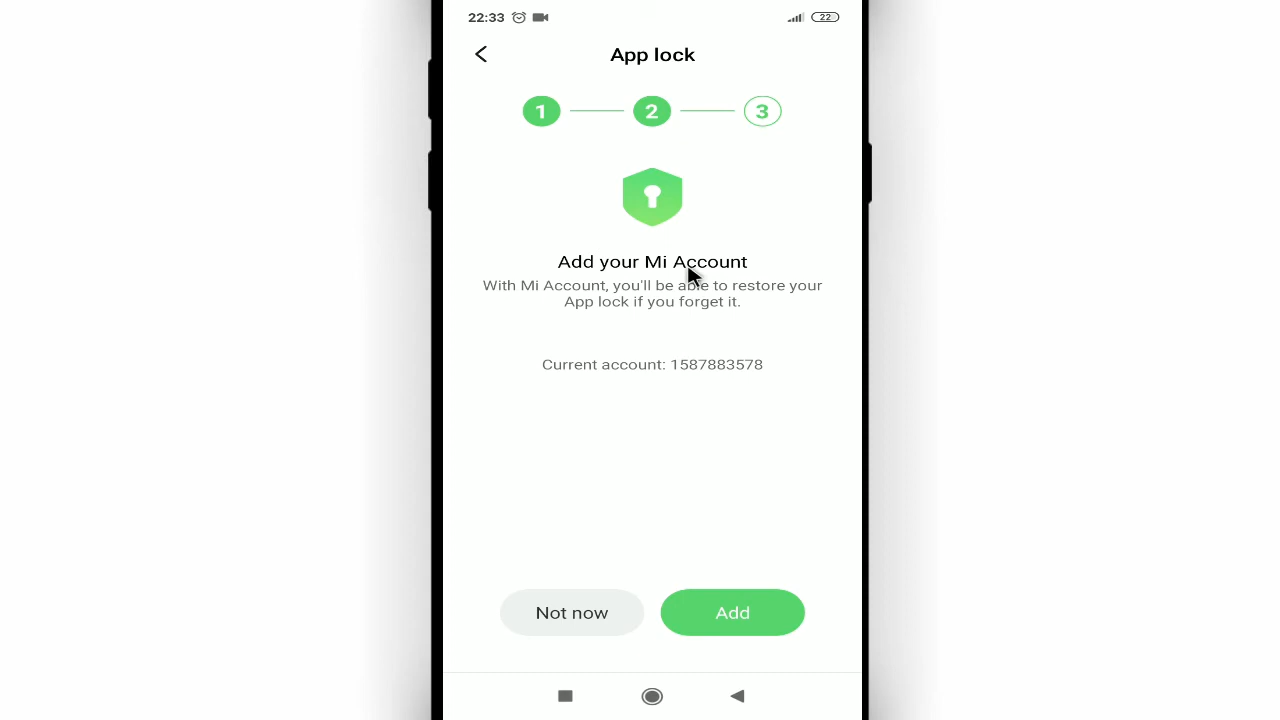 22:33 22
App lock
1 2 3
Add your Mi Account
With Mi Account, you'll be able to restore your
App lock if you forget it.
Current account: 1587883578
Not now Add